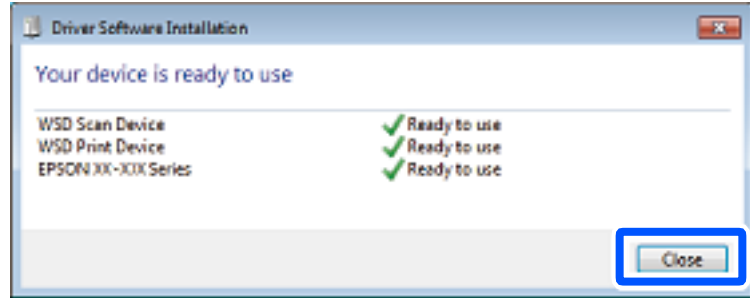 Driver Software Installation
Your device is ready to use
WSD Scan Device Ready to use
WSD Print Device Ready to use
EPSON XX-XXX Series Ready to use
Close